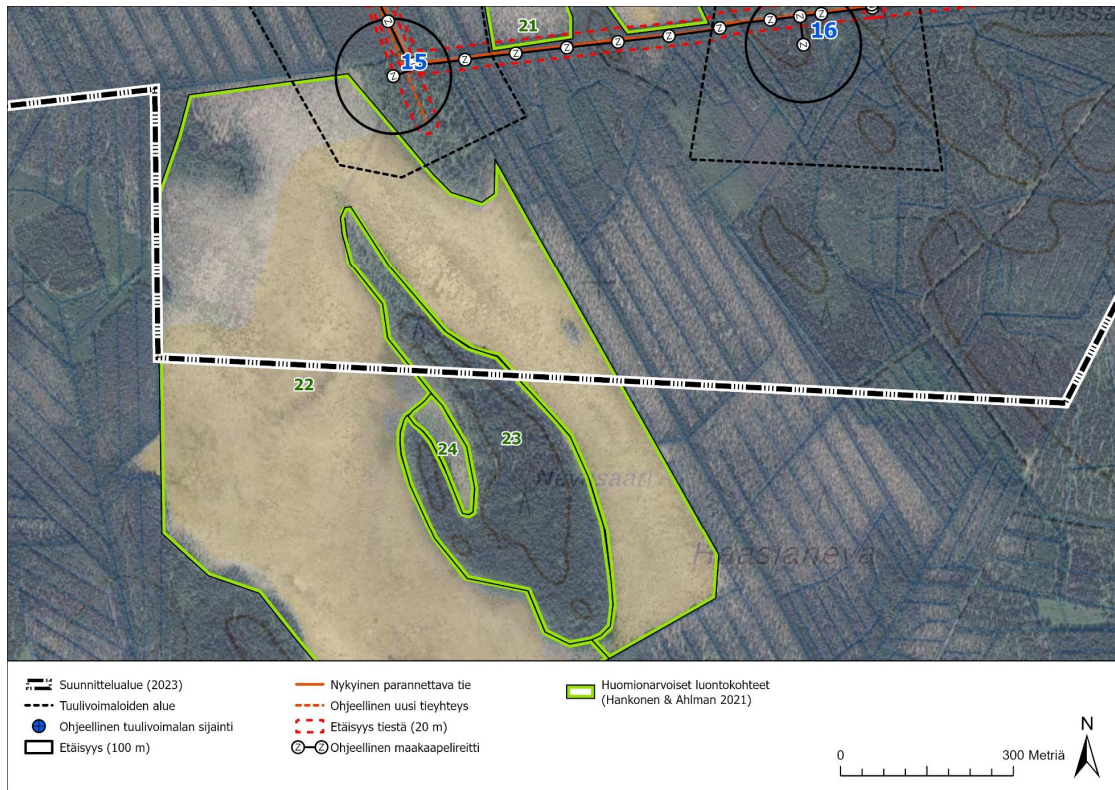 21
16
15
22
23
24
Nevasaari
Haasianeva
Suunnittelualue (2023)
Tuulivoimaloiden alue
Ohjeellinen tuulivoimalan sijainti
Etäisyys (100 m)
Nykyinen parannettava tie
Ohjeellinen uusi tieyhteys
Etäisyys tiestä (20 m)
Z Z Ohjeellinen maakaapelireitti
Huomionarvoiset luontokohteet
(Hankonen & Ahlman 2021)
0 300 Metriä
N